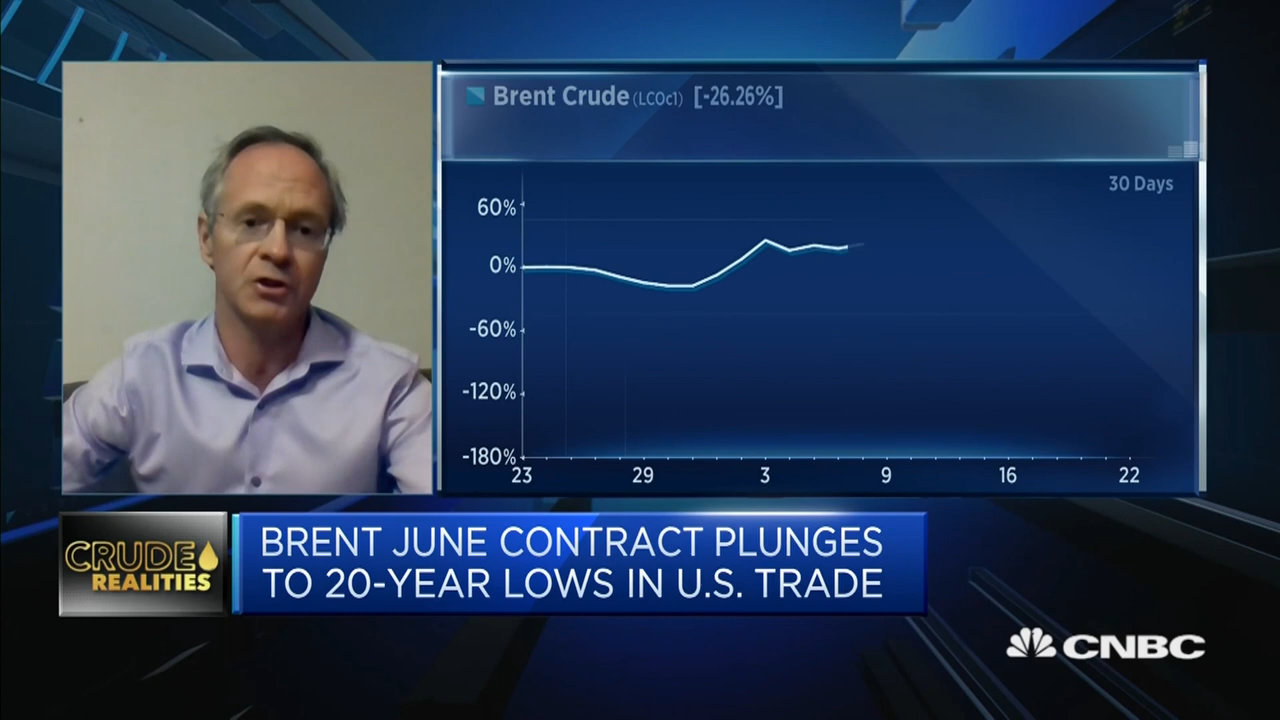 Brent Crude (LCOc1) [-26.26%]
30 Days
60%
0%
-60%
-120%
-180%
23 29 3 9 16 22
CRUDE
REALITIES
BRENT JUNE CONTRACT PLUNGES
TO 20-YEAR LOWS IN U.S. TRADE
CNBC